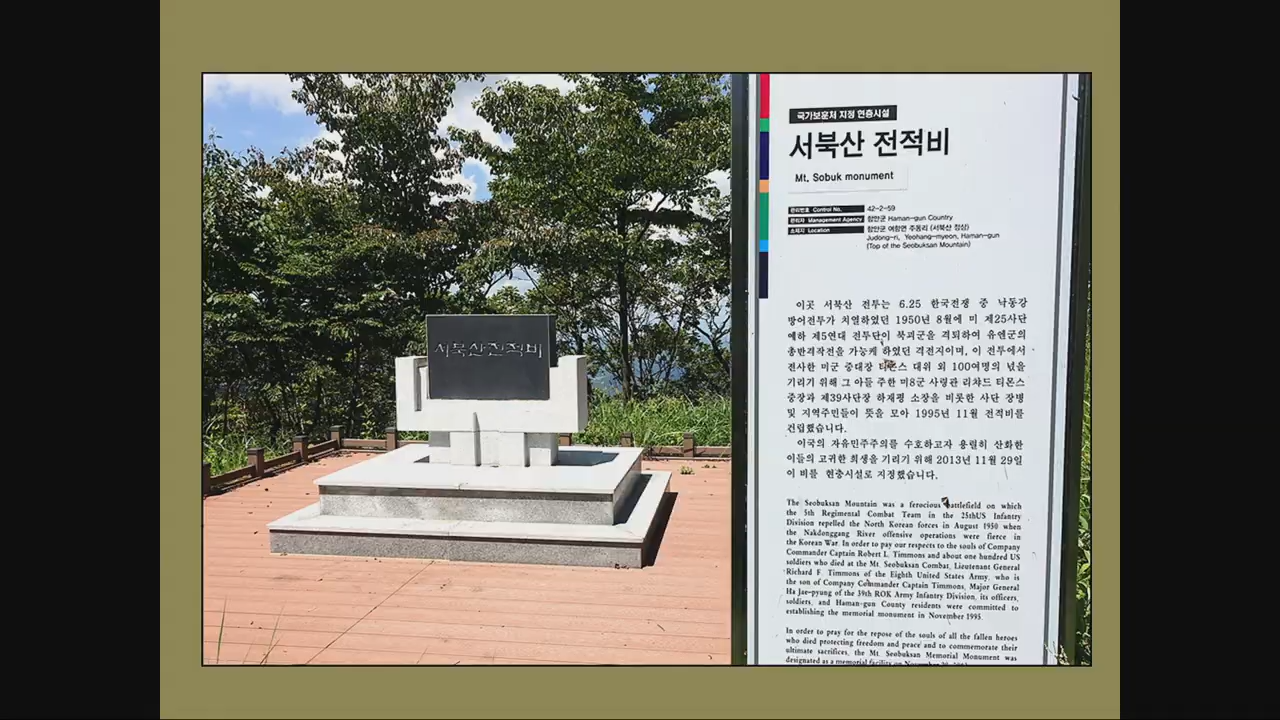 서북산전적비
국가보훈처 지정 현충시설
서북산 전적비
Mt. Sobuk monument
관리번호 Control No. 42-2-59
관리자 Management Agency 함안군 Haman-gun Country
소재지 Location 함안군 여항면 주동리 (서북산 정상)
Judong-ri, Yeohang-myeon, Haman-gun
(Top of the Seobuksan Mountain)
이곳 서북산 전투는 6.25 한국전쟁 중 낙동강
방어전투가 치열하였던 1950년 8월에 미 제25사단
예하 제5연대 전투단이 북괴군을 격퇴하여 유엔군의
총반격작전을 가능케 하였던 격전지이며, 이 전투에서
전사한 미군 중대장 티몬스 대위 외 100여명의 넋을
기리기 위해 그 아들 주한 미8군 사령관 리챠드 티몬스
중장과 제39사단장 하재평 소장을 비롯한 사단 장병
및 지역주민들이 뜻을 모아 1995년 11월 전적비를
건립했습니다.
이국의 자유민주주의를 수호하고자 용렬히 산화한
이들의 고귀한 희생을 기리기 위해 2013년 11월 29일
이 비를 현충시설로 지정했습니다.
The Seobuksan Mountain was a ferocious battlefield on which
the 5th Regimental Combat Team in the 25thUS Infantry
Division repelled the North Korean forces in August 1950 when
the Nakdonggang River offensive operations were fierce in
the Korean War. In order to pay our respects to the souls of Company
Commander Captain Robert L. Timmons and about one hundred US
soldiers who died at the Mt. Seobuksan Combat, Lieutenant General
Richard F. Timmons of the Eighth United States Army, who is
the son of Company Commander Captain Timmons, Major General
Ha Jae-pyung of the 39th ROK Army Infantry Division, its officers,
soldiers, and Haman-gun County residents were committed to
establishing the memorial monument in November 1995.
In order to pray for the repose of the souls of all the fallen heroes
who died protecting freedom and peace and to commemorate their
ultimate sacrifices, the Mt. Seobuksan Memorial Monument was
designated as a memorial facility on November